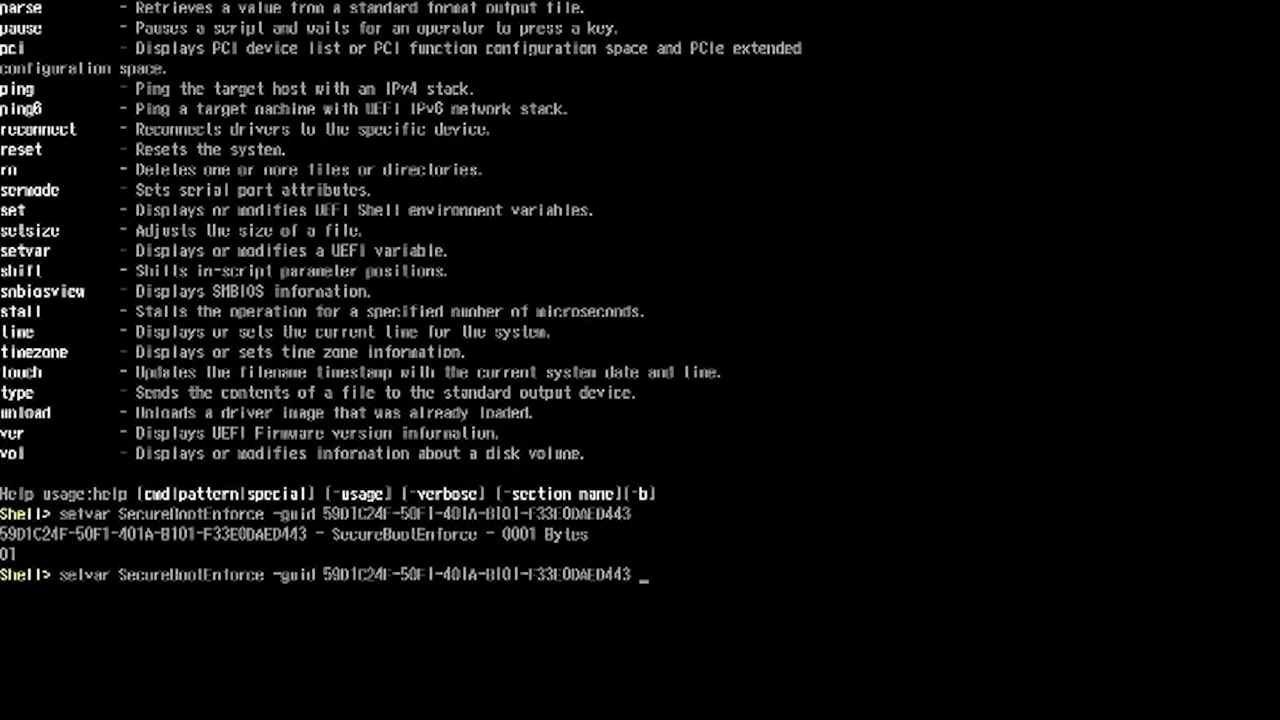 parse - Retrieves a value from a standard format output file.
pause - Pauses a script and waits for an operator to press a key.
pci - Displays PCI device list or PCI function configuration space and PCIe extended
configuration space.
ping - Ping the target host with an IPv4 stack.
ping6 - Ping a target machine with UEFI IPv6 network stack.
reconnect - Reconnects drivers to the specific device.
reset - Resets the system.
rm - Deletes one or more files or directories.
sermode - Sets serial port attributes.
set - Displays or modifies UEFI Shell environment variables.
setsize - Adjusts the size of a file.
setvar - Displays or modifies a UEFI variable.
shift - Shifts in-script parameter positions.
smbiosview - Displays SMBIOS information.
stall - Stalls the operation for a specified number of microseconds.
time - Displays or sets the current time for the system.
timezone - Displays or sets time zone information.
touch - Updates the filename timestamp with the current system date and time.
type - Sends the contents of a file to the standard output device.
unload - Unloads a driver image that was already loaded.
ver - Displays UEFI Firmware version information.
vol - Displays or modifies information about a disk volume.
Help usage:help [cmd|pattern|special] [-usage] [-verbose] [-section name][-b]
Shell> setvar SecureBootEnforce -guid 59D1C24F-50F1-401A-B101-F33E0DAED443
59D1C24F-50F1-401A-B101-F33E0DAED443 - SecureBootEnforce - 0001 Bytes
01
Shell> setvar SecureBootEnforce -guid 59D1C24F-50F1-401A-B101-F33E0DAED443 _